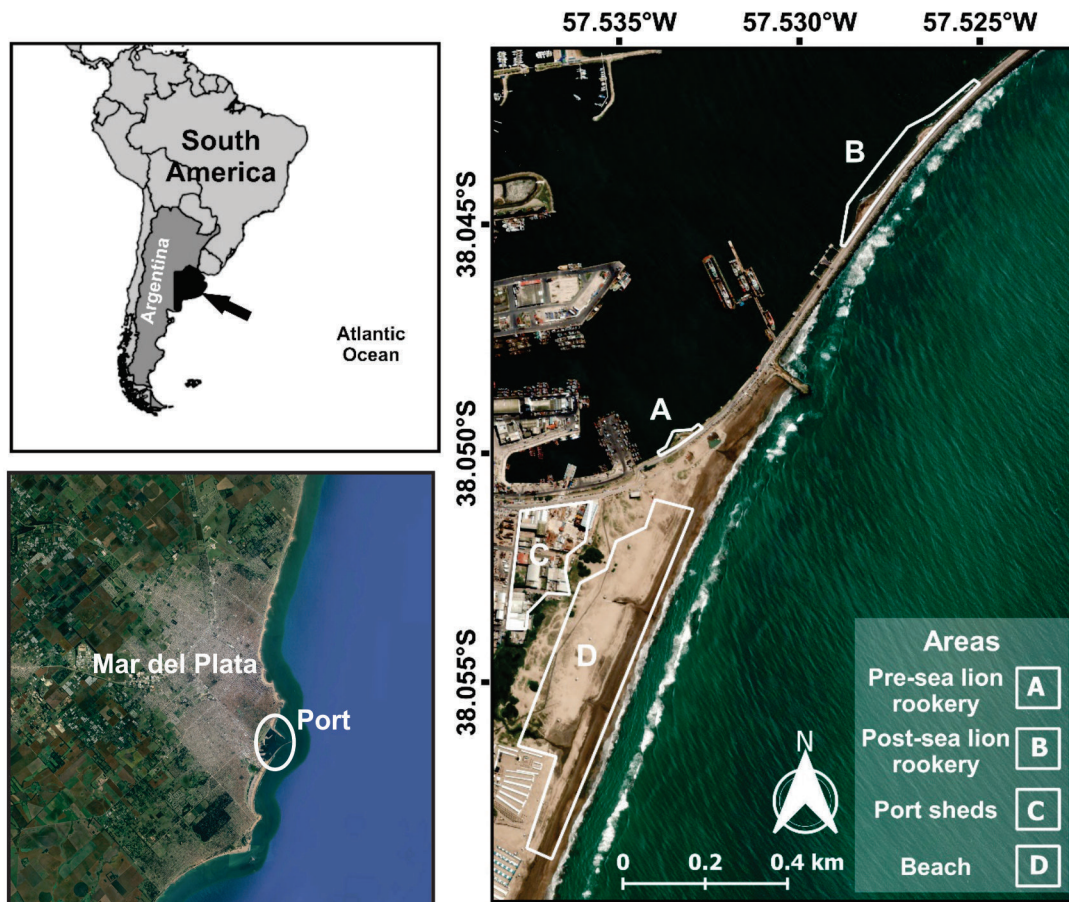 South
America
Argentina
Atlantic
Ocean
Mar del Plata
Port
57.535°W
57.530°W
57.525°W
38.045°S
38.050°S
38.055°S
B
A
C
D
N
0
0.2
0.4 km
Areas
Pre-sea lion
rookery
A
Post-sea lion
rookery
B
Port sheds
C
Beach
D